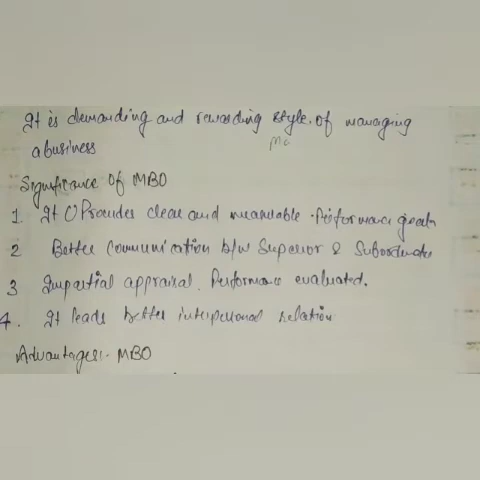 It is demanding and rewarding style. of managing
a business
Significance Of MBO
1. It Provides clear and measurable Performance goals
2 Better Communication b/w Superior & Subordinates
3 Impartial appraisal. Performance evaluated.
4. It leads better interpersonal relation
Advantages:- MBO